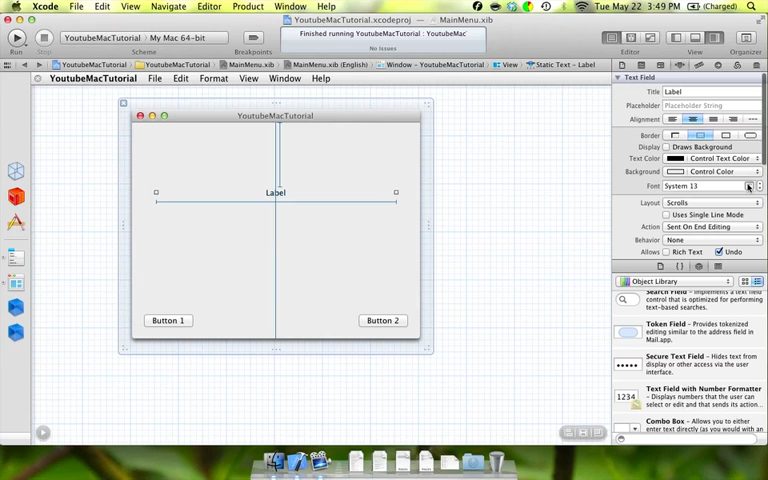 Xcode File Edit View Navigate Editor Product Window Help Tue May 22 3:49 PM (Charged)
YoutubeMacTutorial.xcodeproj — MainMenu.xib
YoutubeMacTutorial My Mac 64-bit
Finished running YoutubeMacTutorial : YoutubeMac
No Issues
Run Stop Scheme Breakpoints Editor View Organizer
YoutubeMacTutorial YoutubeMacTutorial MainMenu.xib MainMenu.xib (English) Window – YoutubeMacTutorial View Static Text – Label
YoutubeMacTutorial File Edit Format View Window Help
YoutubeMacTutorial
Label
Button 1 Button 2
Text Field
Title Label
Placeholder Placeholder String
Alignment
Border
Display Draws Background
Text Color Control Text Color
Background Control Color
Font System 13
Layout Scrolls
Uses Single Line Mode
Action Sent On End Editing
Behavior None
Allows Rich Text Undo
Object Library
Search Field – Implements a text field
control that is optimized for performing
text-based searches.
Token Field – Provides tokenized
editing similar to the address field in
Mail.app.
Secure Text Field – Hides text from
display or other access via the user
interface.
1234
Text Field with Number Formatter
– Displays numbers that the user can
select or edit and that sends its action...
Combo Box – Allows you to either
enter text directly (as you would with